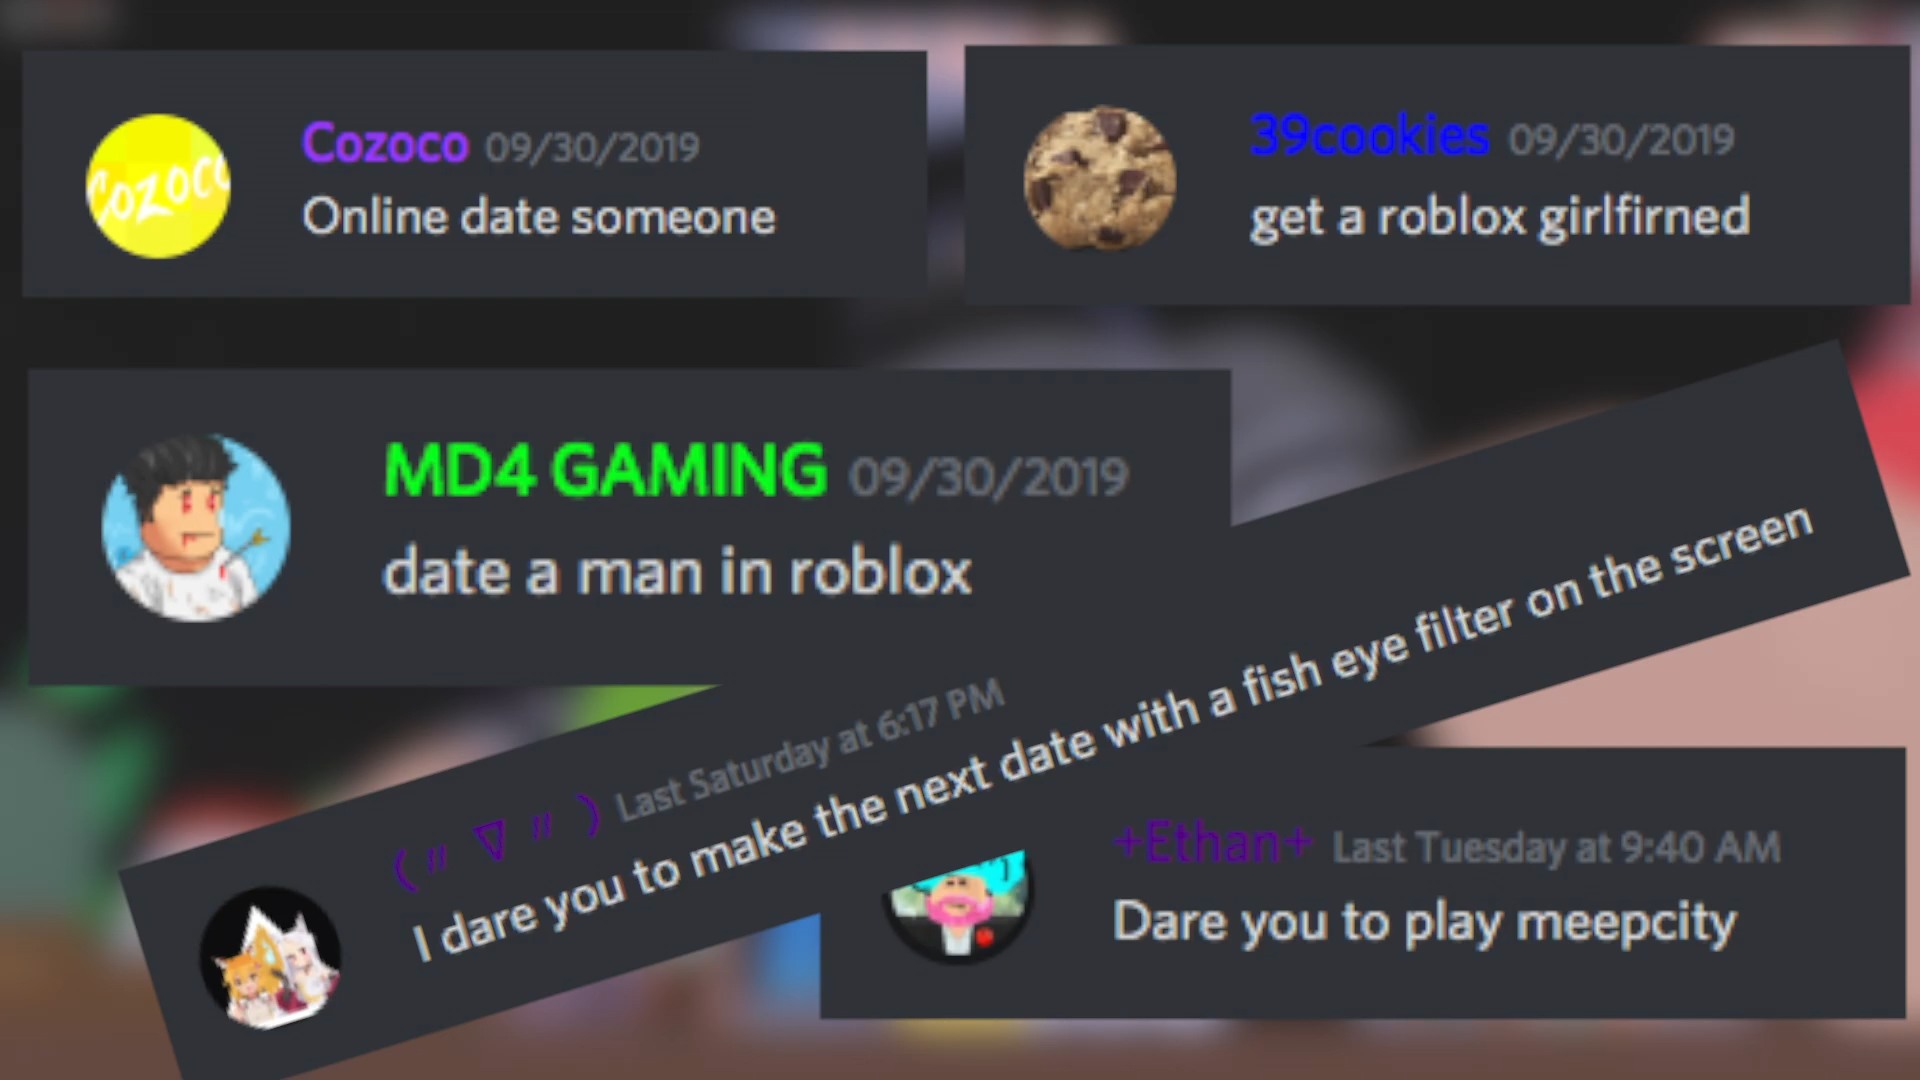 Cozoco
Cozoco 09/30/2019
Online date someone
39cookies 09/30/2019
get a roblox girlfirned
MD4 GAMING 09/30/2019
date a man in roblox
(〃 ∇ 〃 ) Last Saturday at 6:17 PM
I dare you to make the next date with a fish eye filter on the screen
+Ethan+ Last Tuesday at 9:40 AM
Dare you to play meepcity